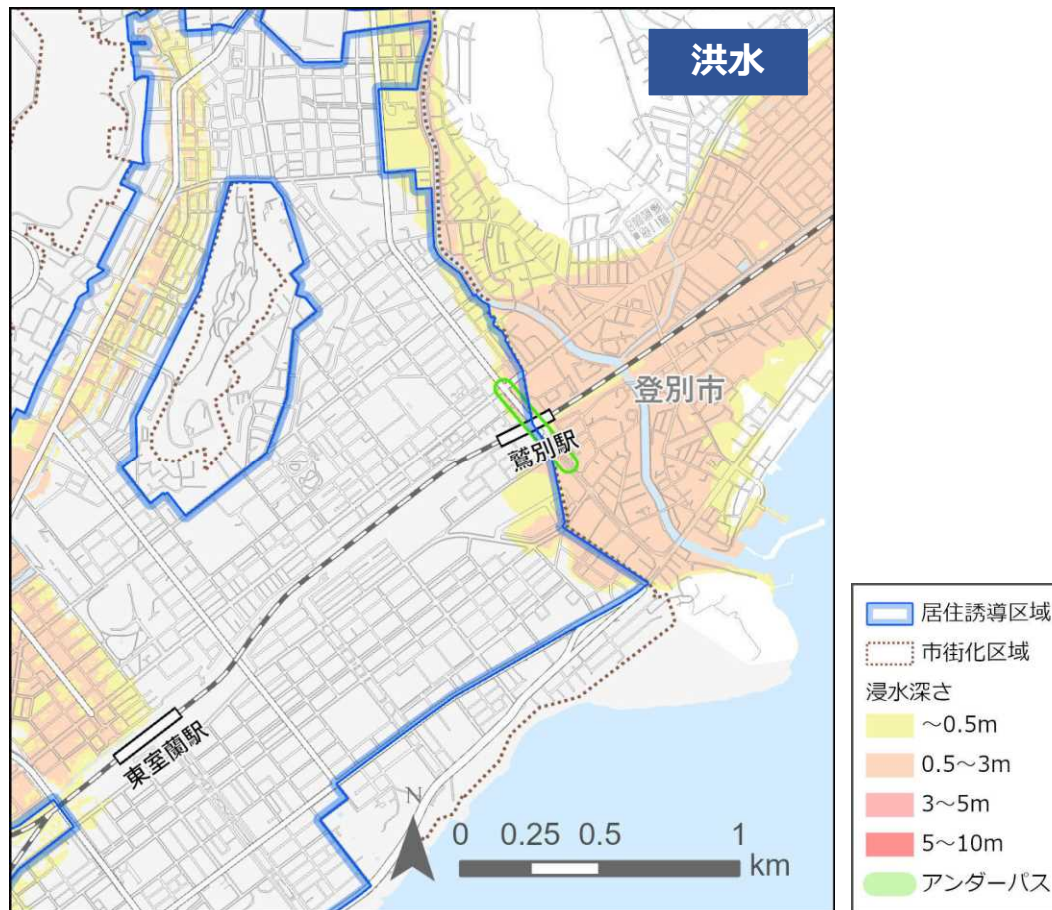 洪水
登別市
鷲別駅
東室蘭駅
N
0 0.25 0.5 1
km
居住誘導区域
市街化区域
浸水深さ
～0.5m
0.5～3m
3～5m
5～10m
アンダーパス